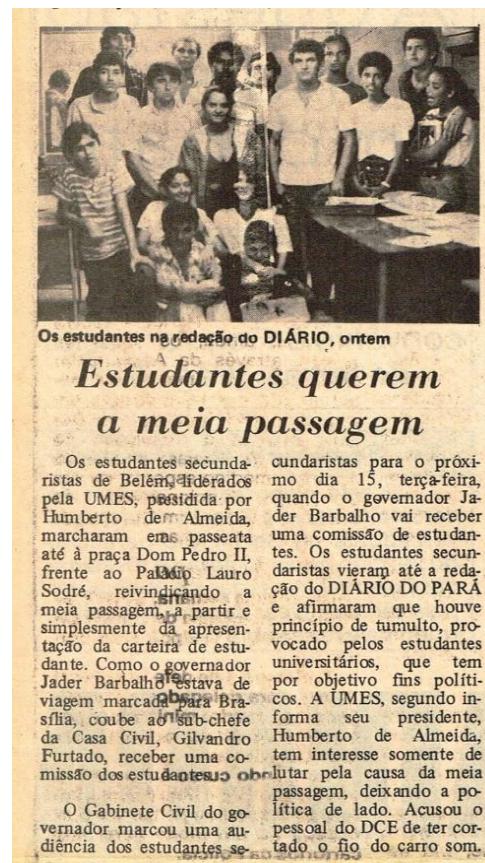 Os estudantes na redação do DIÁRIO, ontem
Estudantes querem
a meia passagem
Os estudantes secunda-
ristas de Belém, liderados
pela UMES, presidida por
Humberto de Almeida,
marcharam em passeata
até à praça Dom Pedro II,
frente ao Palácio Lauro
Sodré, reivindicando a
meia passagem, a partir e
simplesmente da apresen-
tação da carteira de estu-
dante. Como o governador
Jader Barbalho estava de
viagem marcada para Bra-
sília, coube ao sub-chefe
da Casa Civil, Gilvandro
Furtado, receber uma co-
missão dos estudantes.
O Gabinete Civil do go-
vernador marcou uma au-
diência dos estudantes se-
cundaristas para o próxi-
mo dia 15, terça-feira,
quando o governador Ja-
der Barbalho vai receber
uma comissão de estudan-
tes. Os estudantes secun-
daristas vieram até a reda-
ção do DIÁRIO DO PARÁ
e afirmaram que houve
princípio de tumulto, pro-
vocado pelos estudantes
universitários, que tem
por objetivo fins políti-
cos. A UMES, segundo in-
forma seu presidente,
Humberto de Almeida,
tem interesse somente de
lutar pela causa da meia
passagem, deixando a po-
lítica de lado. Acusou o
pessoal do DCE de ter cor-
tado o fio do carro som.